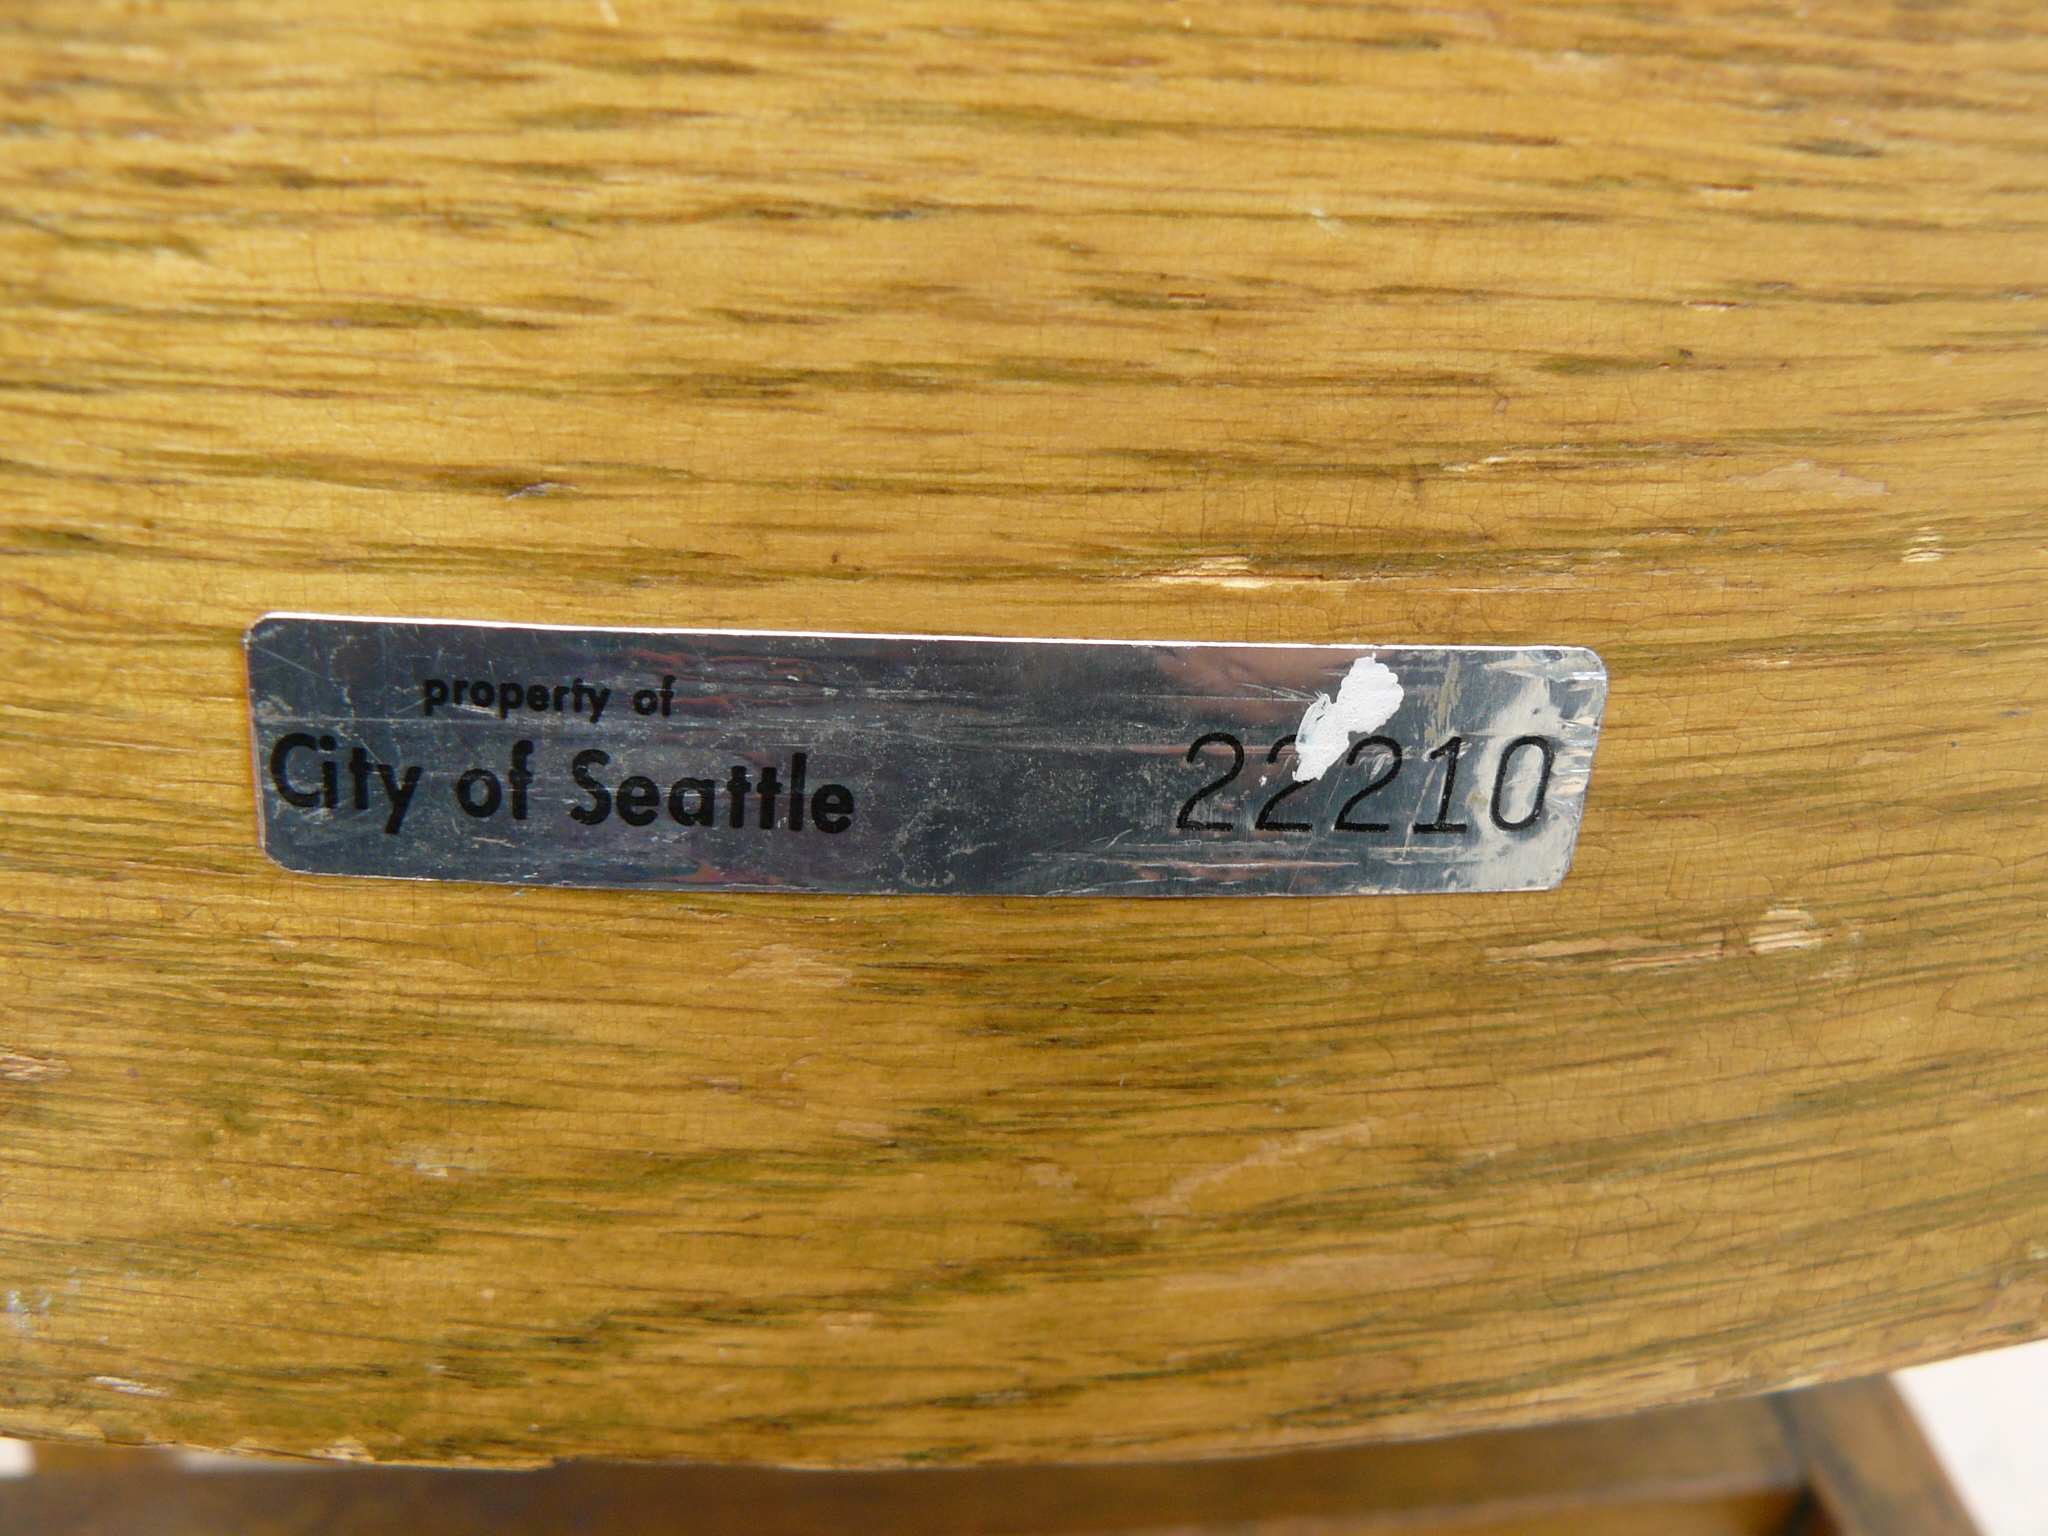 property of
City of Seattle 22210